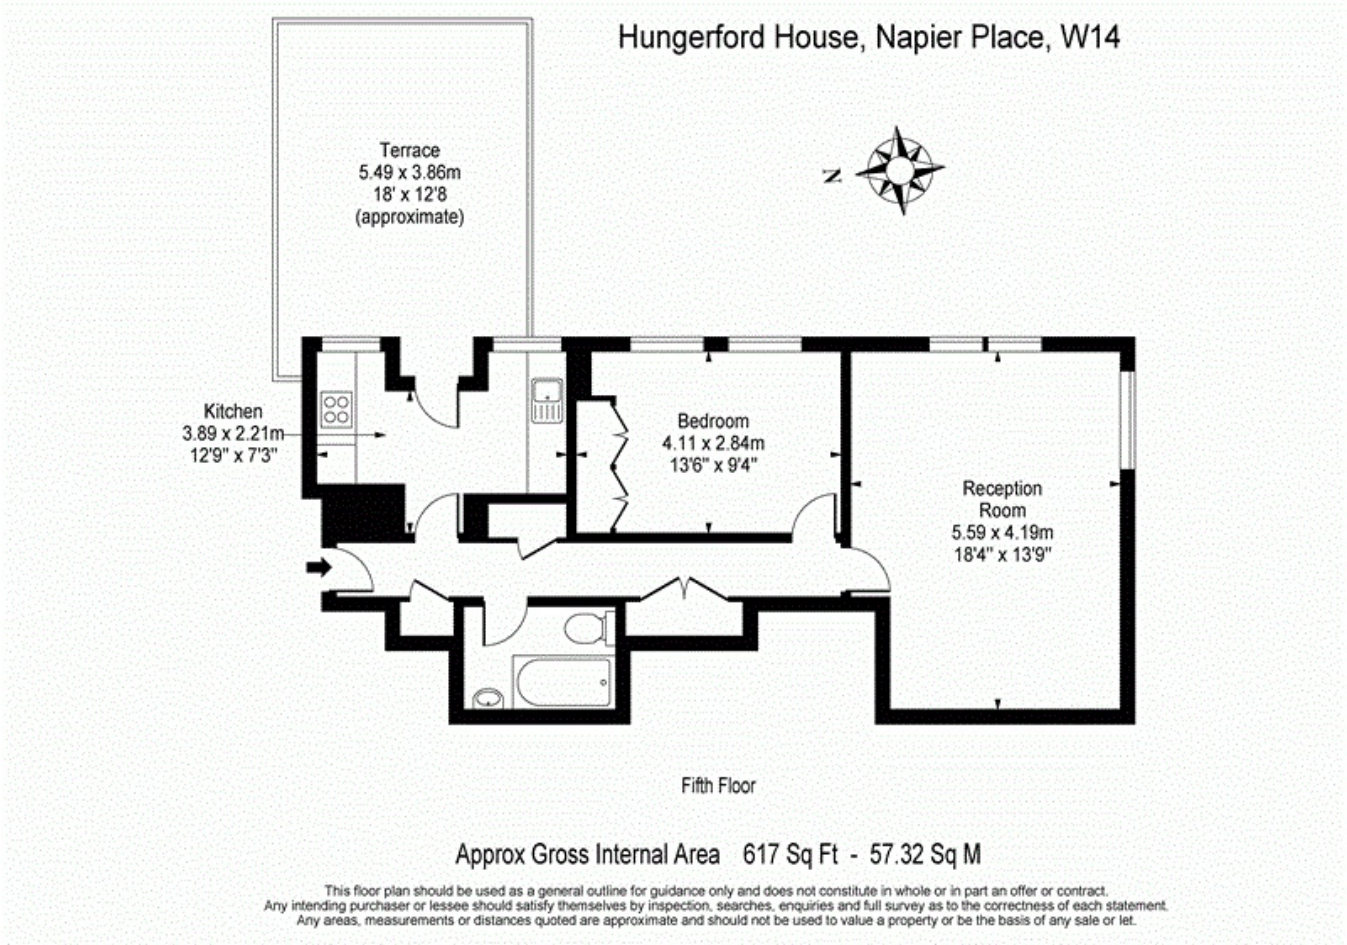 Hungerford House, Napier Place, W14
Terrace
5.49 x 3.86m
18' x 12'8
(approximate)
N
Kitchen
3.89 x 2.21m
12'9" x 7'3"
Bedroom
4.11 x 2.84m
13'6" x 9'4"
Reception
Room
5.59 x 4.19m
18'4" x 13'9"
Fifth Floor
Approx Gross Internal Area 617 Sq Ft - 57.32 Sq M
This floor plan should be used as a general outline for guidance only and does not constitute in whole or in part an offer or contract.
Any intending purchaser or lessee should satisfy themselves by inspection, searches, enquiries and full survey as to the correctness of each statement.
Any areas, measurements or distances quoted are approximate and should not be used to value a property or be the basis of any sale or let.